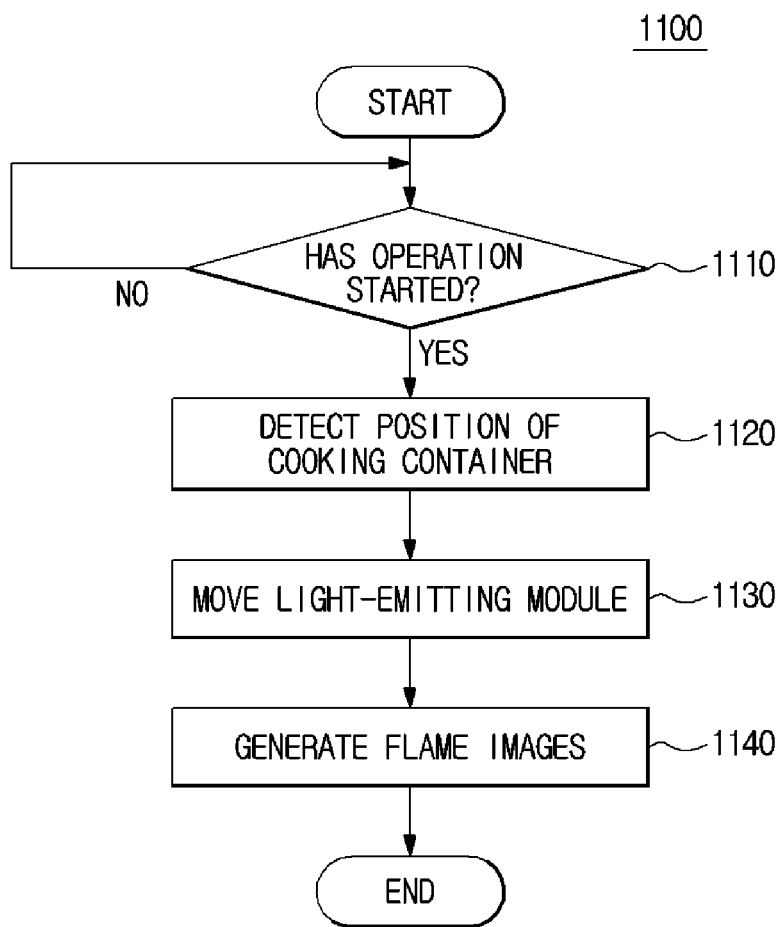 1100
START
HAS OPERATION
STARTED?
1110
NO
YES
DETECT POSITION OF
COOKING CONTAINER
1120
MOVE LIGHT-EMITTING MODULE
1130
GENERATE FLAME IMAGES
1140
END